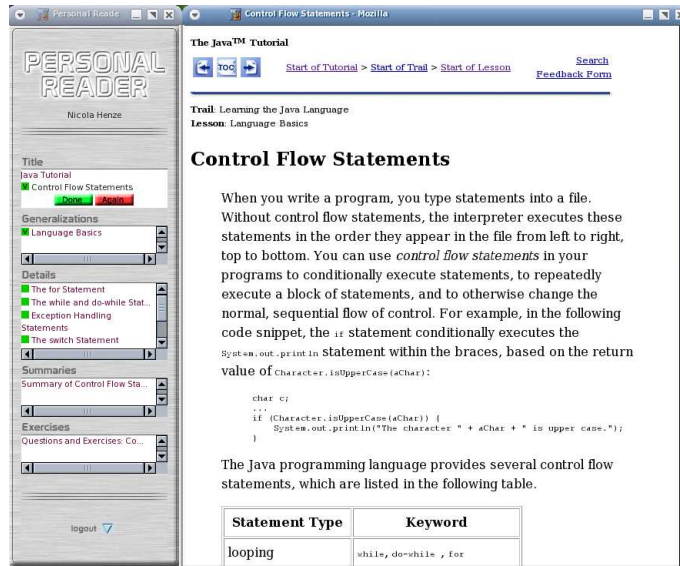 Personal Reade
PERSONAL
READER
Nicola Henze
Title
Java Tutorial
Control Flow Statements
Done Again
Generalizations
Language Basics
Details
The for Statement
The while and do-while Stat...
Exception Handling
Statements
The switch Statement
Summaries
Summary of Control Flow Sta...
Exercises
Questions and Exercises: Co...
logout
Control Flow Statements - Mozilla
The Java™ Tutorial
TOC
Start of Tutorial > Start of Trail > Start of Lesson
Search
Feedback Form
Trail: Learning the Java Language
Lesson: Language Basics
Control Flow Statements
When you write a program, you type statements into a file.
Without control flow statements, the interpreter executes these
statements in the order they appear in the file from left to right,
top to bottom. You can use control flow statements in your
programs to conditionally execute statements, to repeatedly
execute a block of statements, and to otherwise change the
normal, sequential flow of control. For example, in the following
code snippet, the if statement conditionally executes the
System.out.println statement within the braces, based on the return
value of Character.isUpperCase(aChar):
char c;
...
if (Character.isUpperCase(aChar)) {
System.out.println("The character " + aChar + " is upper case.");
}
The Java programming language provides several control flow
statements, which are listed in the following table.
Statement Type Keyword
looping while, do-while , for